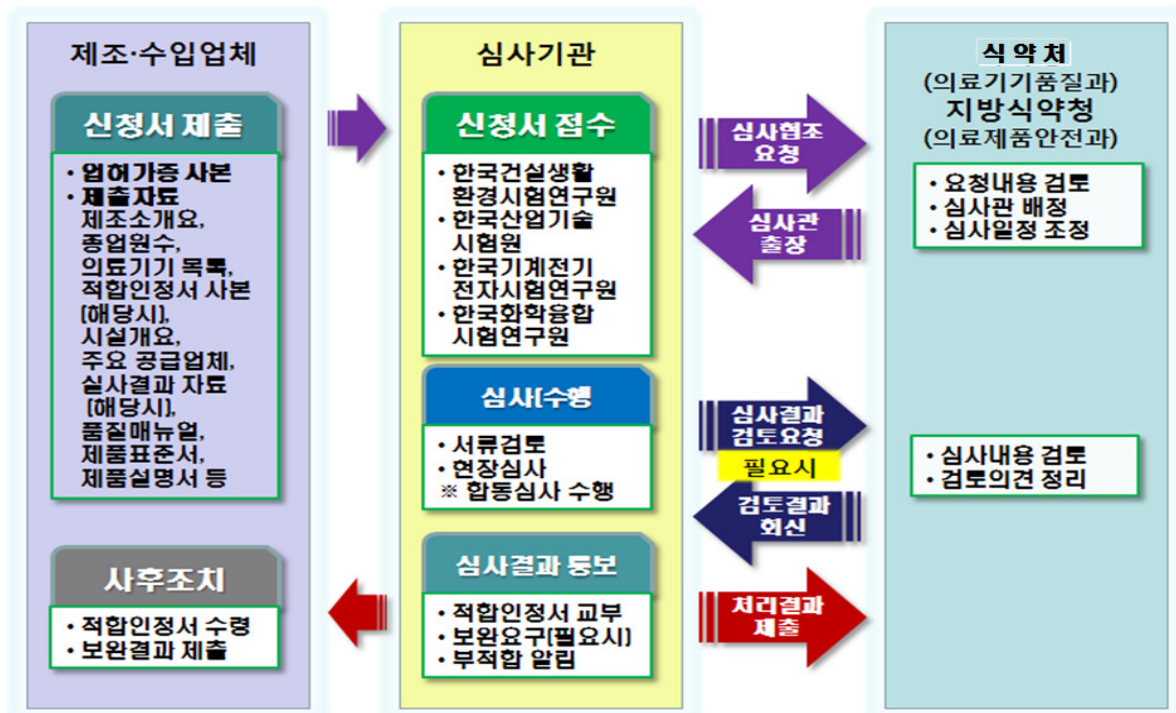 제조·수입업체
신청서 제출
• 업허가증 사본
• 제출자료
제조소개요,
종업원수,
의료기기 목록,
적합인정서 사본
(해당시),
시설개요,
주요 공급업체,
실사결과 자료
(해당시),
품질매뉴얼,
제품표준서,
제품설명서 등
사후조치
• 적합인정서 수령
• 보완결과 제출
심사기관
신청서 접수
• 한국건설생활
환경시험연구원
• 한국산업기술
시험원
• 한국기계전기
전자시험연구원
• 한국화학융합
시험연구원
심사(수행
• 서류검토
• 현장심사
※ 합동심사 수행
심사결과 통보
• 적합인정서 교부
• 보완요구(필요시)
• 부적합 알림
심사협조
요청
심사관
출장
심사결과
검토요청
필요시
검토결과
회신
처리결과
제출
식약처
(의료기기품질과)
지방식약청
(의료제품안전과)
• 요청내용 검토
• 심사관 배정
• 심사일정 조정
• 심사내용 검토
• 검토의견 정리